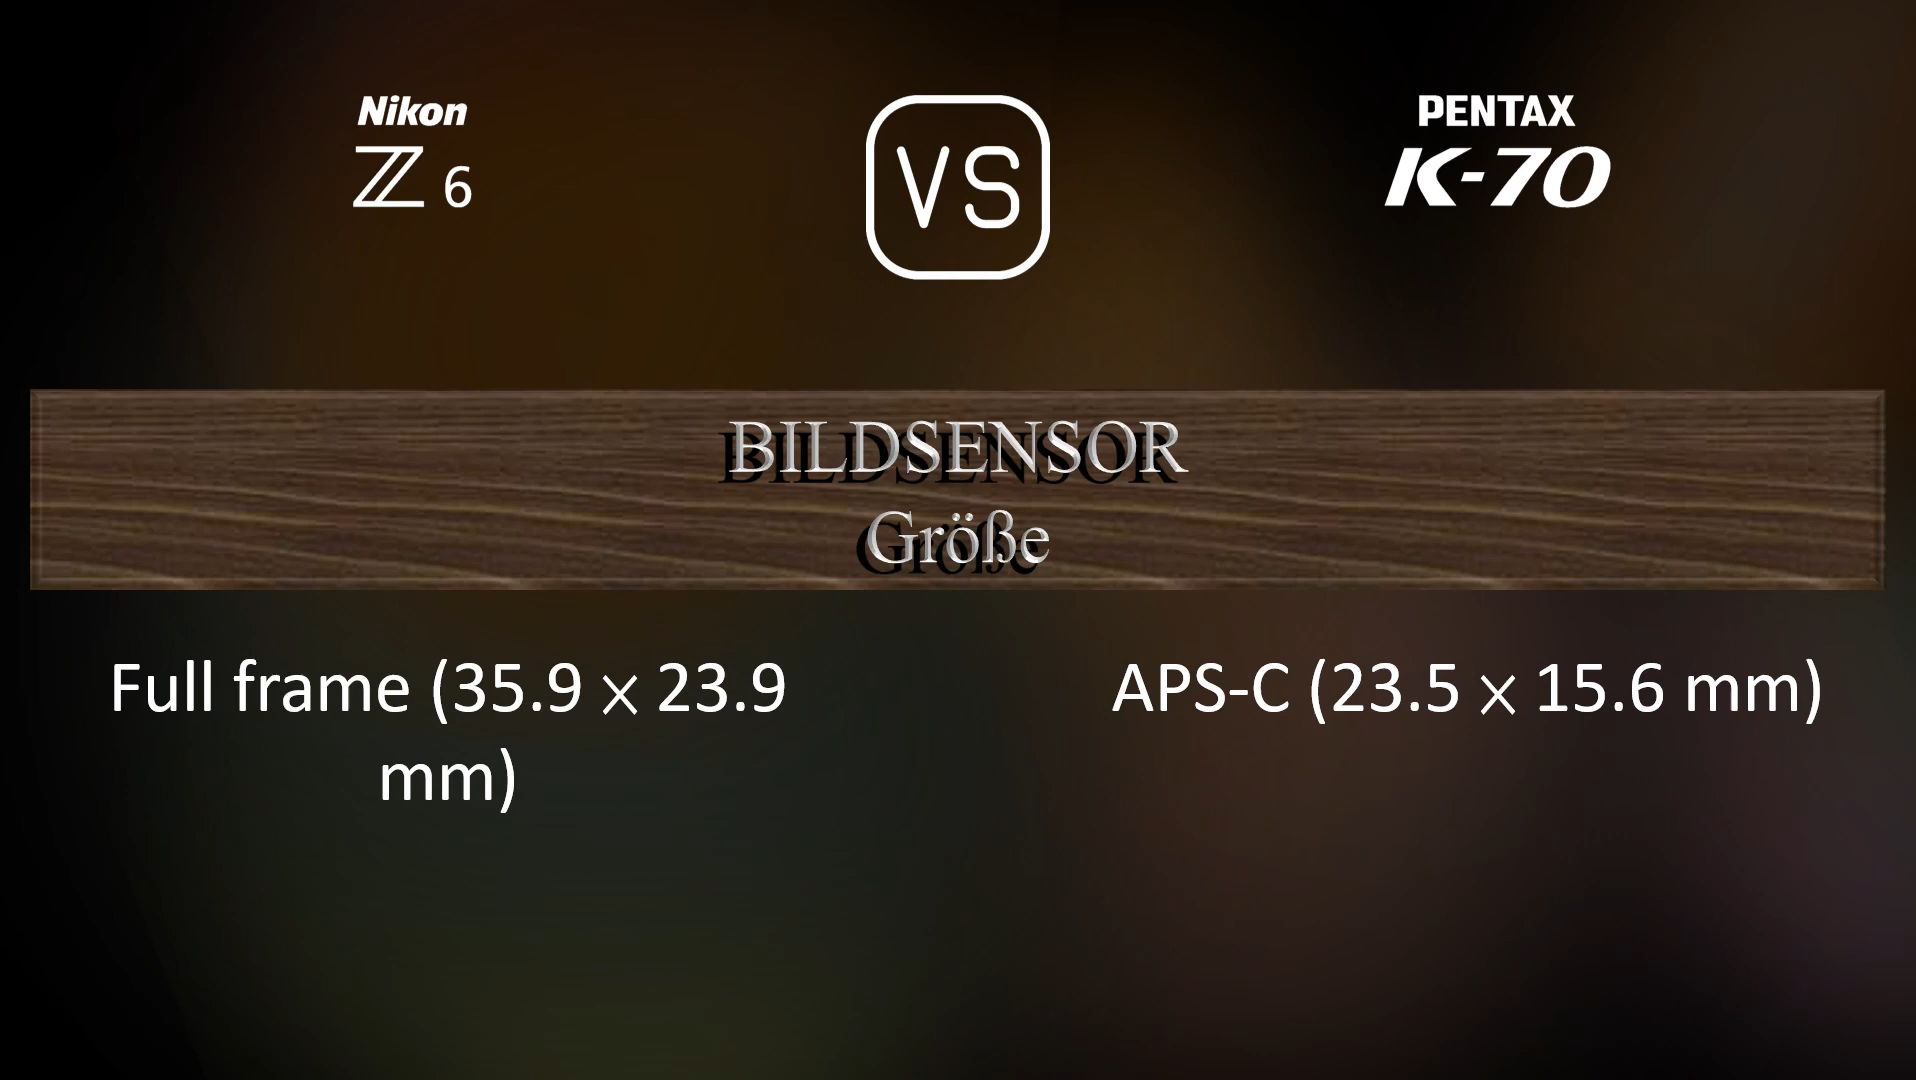 Nikon
Z 6
VS
PENTAX
K-70
BILDSENSOR
Größe
Full frame (35.9 x 23.9
mm)
APS-C (23.5 x 15.6 mm)